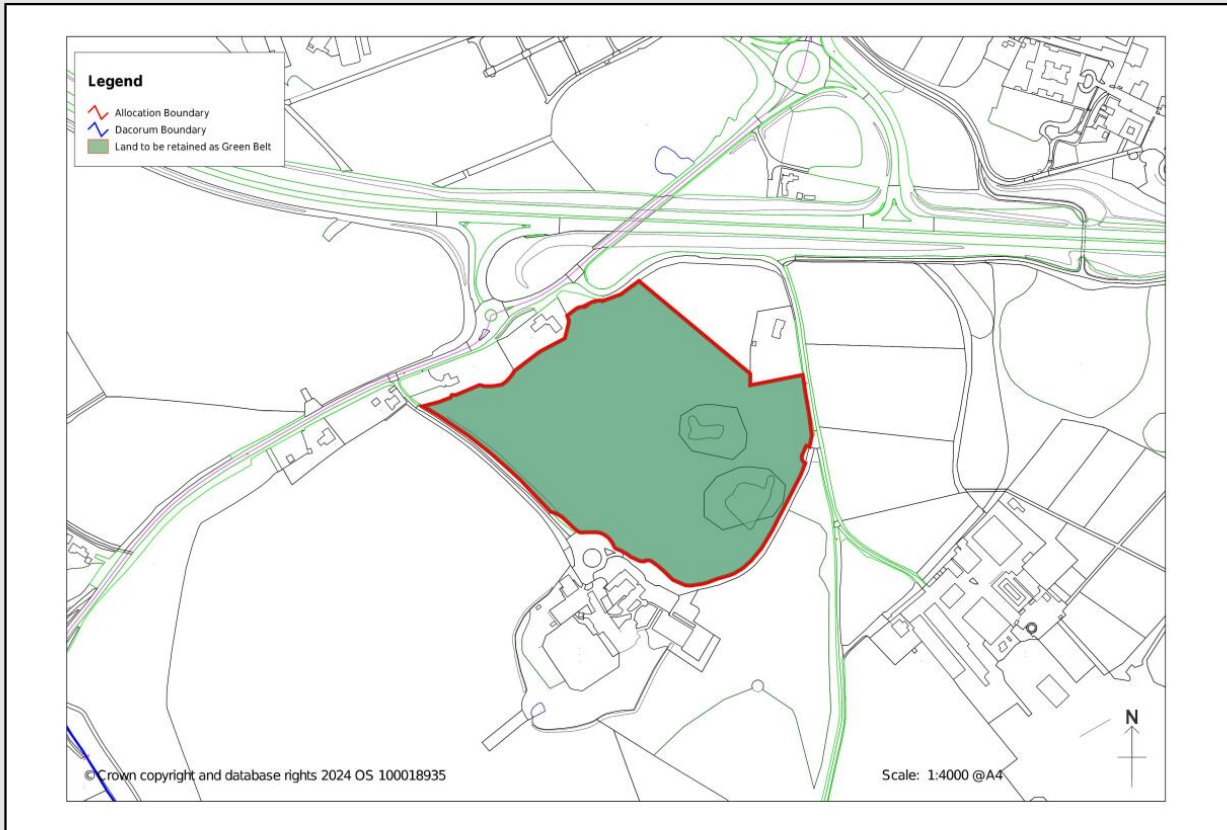 Legend
Allocation Boundary
Dacorum Boundary
Land to be retained as Green Belt
N
©Crown copyright and database rights 2024 OS 100018935
Scale: 1:4000 @A4